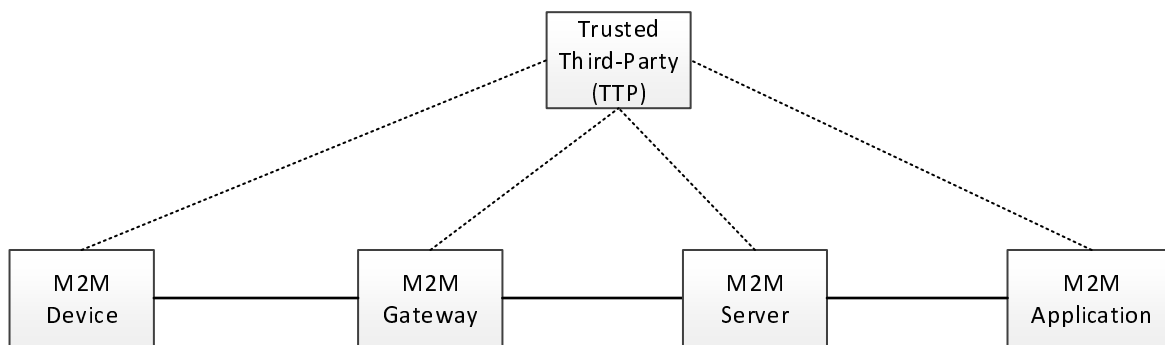 Trusted
Third-Party
(TTP)
M2M
Device
M2M
Gateway
M2M
Server
M2M
Application